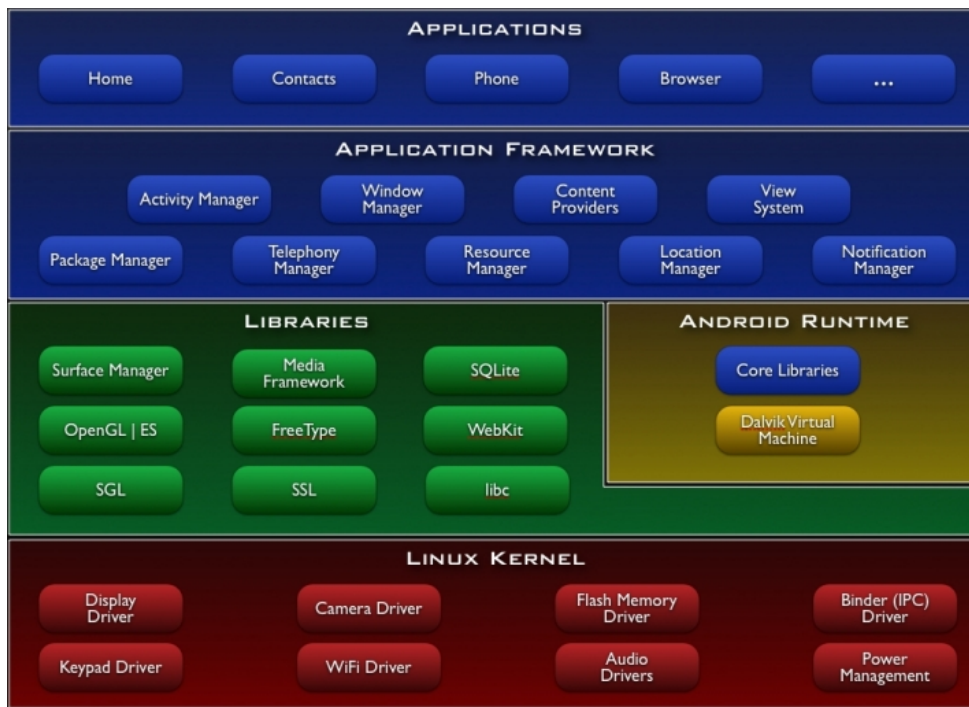 APPLICATIONS
Home
Contacts
Phone
Browser
...
APPLICATION FRAMEWORK
Activity Manager
Window
Manager
Content
Providers
View
System
Package Manager
Telephony
Manager
Resource
Manager
Location
Manager
Notification
Manager
LIBRARIES
Surface Manager
Media
Framework
SQLite
OpenGL | ES
FreeType
WebKit
SGL
SSL
libc
ANDROID RUNTIME
Core Libraries
Dalvik Virtual
Machine
LINUX KERNEL
Display
Driver
Camera Driver
Flash Memory
Driver
Binder (IPC)
Driver
Keypad Driver
WiFi Driver
Audio
Drivers
Power
Management